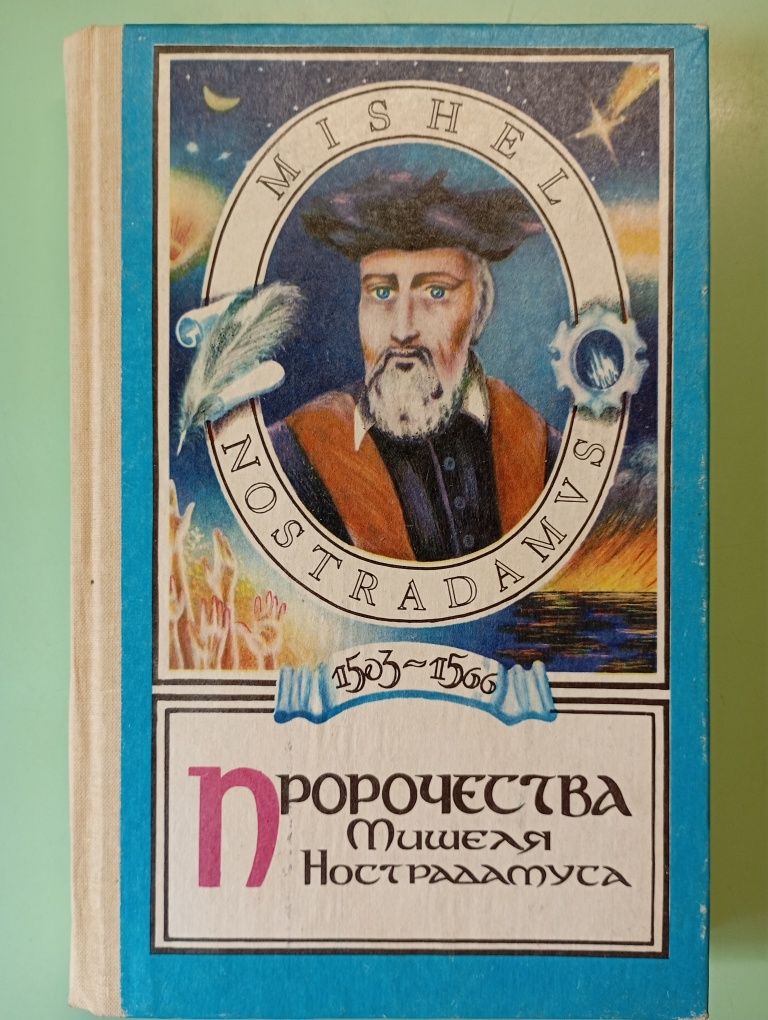 MISHEL
NOSTRADAMVS
1503~1566
Пророчества
Мишеля
Нострадамуса